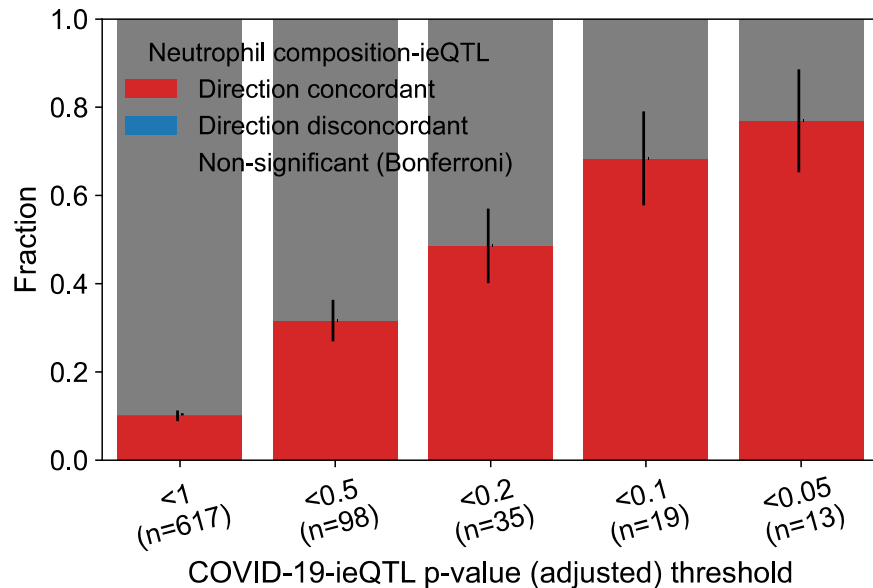 Neutrophil composition-ieQTL
Direction concordant
Direction disconcordant
Non-significant (Bonferroni)
Fraction
1.0
0.8
0.6
0.4
0.2
0.0
<1
(n=617)
<0.5
(n=98)
<0.2
(n=35)
<0.1
(n=19)
<0.05
(n=13)
COVID-19-ieQTL p-value (adjusted) threshold